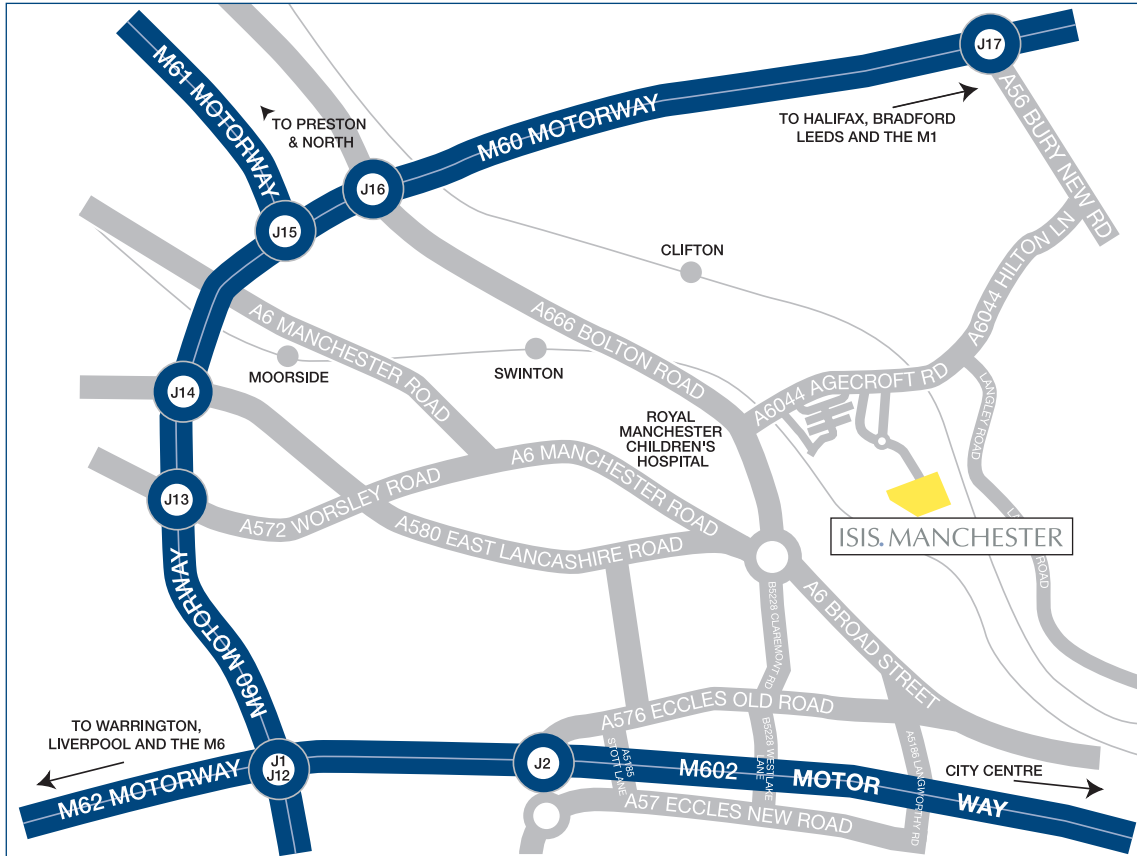 J17
M61 MOTORWAY
M60 MOTORWAY
A56 BURY NEW RD
TO PRESTON
& NORTH
TO HALIFAX, BRADFORD
LEEDS AND THE M1
J16
J15
CLIFTON
A6044 HILTON LN
A6 MANCHESTER ROAD
A666 BOLTON ROAD
MOORSIDE
SWINTON
J14
A6044 AGECROFT RD
LANGLEY ROAD
ROYAL
MANCHESTER
CHILDREN'S
HOSPITAL
A6 MANCHESTER ROAD
J13
A572 WORSLEY ROAD
A580 EAST LANCASHIRE ROAD
ISIS.MANCHESTER
ROAD
M60 MOTORWAY
B5228 CLAREMONT RD
A6 BROAD STREET
A576 ECCLES OLD ROAD
TO WARRINGTON,
LIVERPOOL AND THE M6
J1
J12
J2
A5185
STOTT LANE
B5228 WESTLAKE
LANE
A5186 LANGWORTHY RD
M602 MOTOR WAY
CITY CENTRE
M62 MOTORWAY
A57 ECCLES NEW ROAD